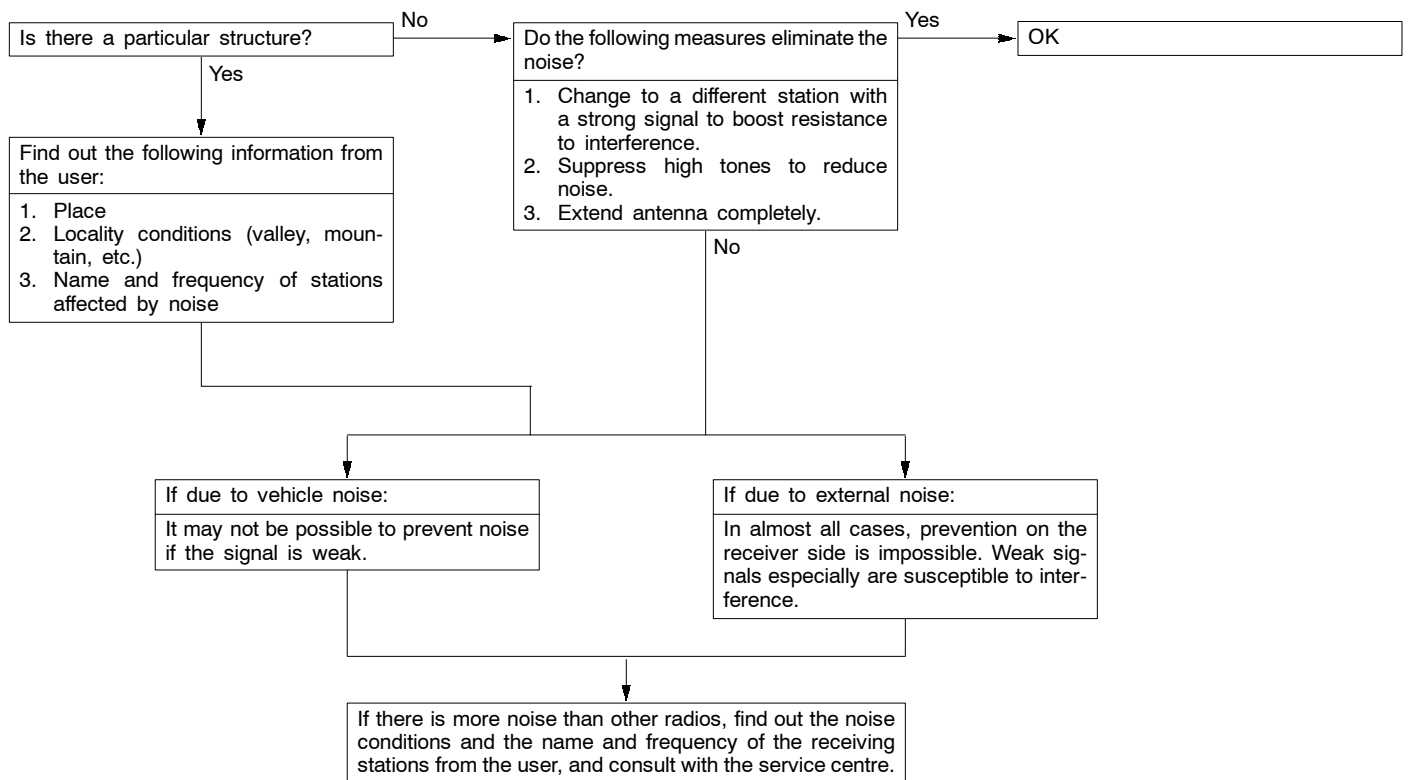 Is there a particular structure?
No
Do the following measures eliminate the
noise?
Yes
OK
Yes
1. Change to a different station with
a strong signal to boost resistance
to interference.
2. Suppress high tones to reduce
noise.
3. Extend antenna completely.
Find out the following information from
the user:
1. Place
2. Locality conditions (valley, moun-
tain, etc.)
3. Name and frequency of stations
affected by noise
No
If due to vehicle noise:
It may not be possible to prevent noise
if the signal is weak.
If due to external noise:
In almost all cases, prevention on the
receiver side is impossible. Weak sig-
nals especially are susceptible to inter-
ference.
If there is more noise than other radios, find out the noise
conditions and the name and frequency of the receiving
stations from the user, and consult with the service centre.